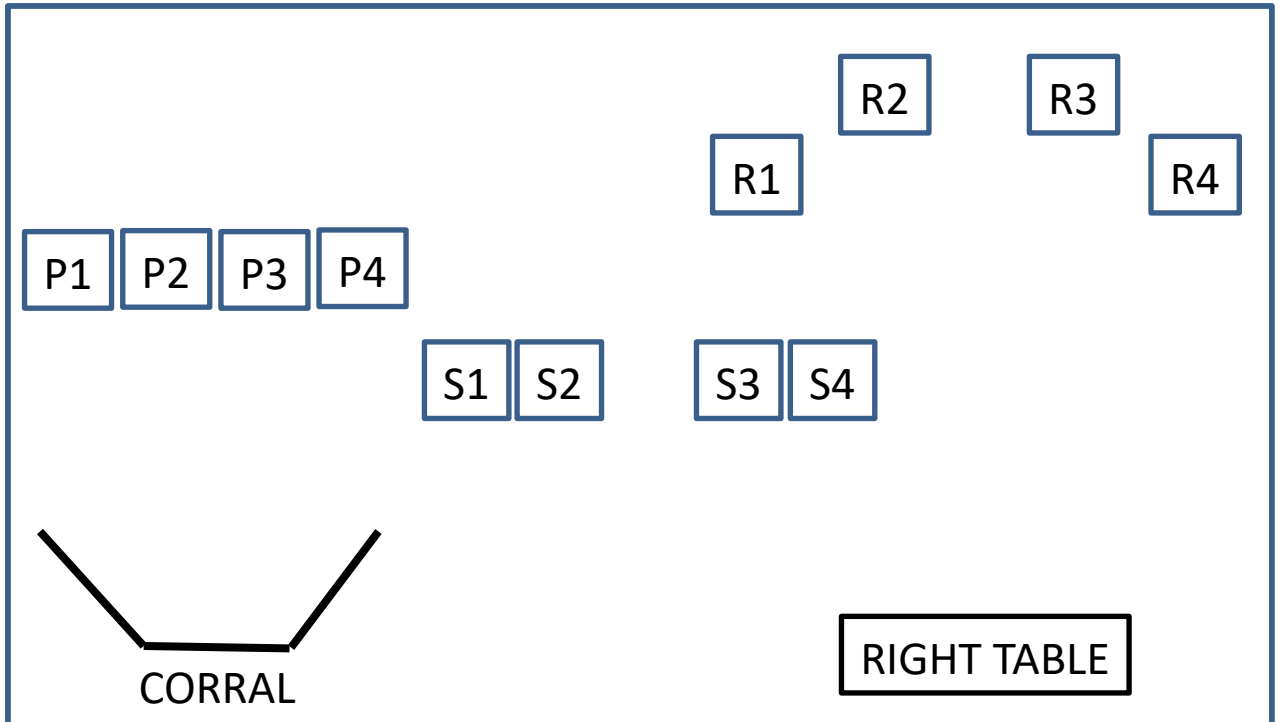 R2
R3
R1
R4
P1 P2 P3 P4
S1 S2 S3 S4
RIGHT TABLE
CORRAL